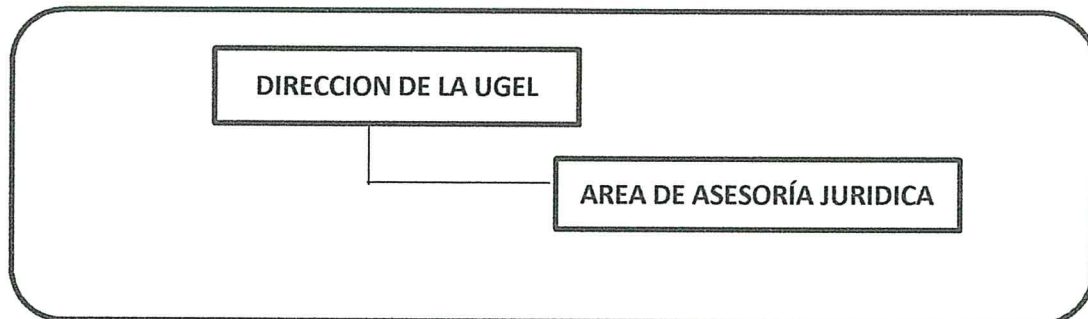 DIRECCION DE LA UGEL
AREA DE ASESORÍA JURIDICA